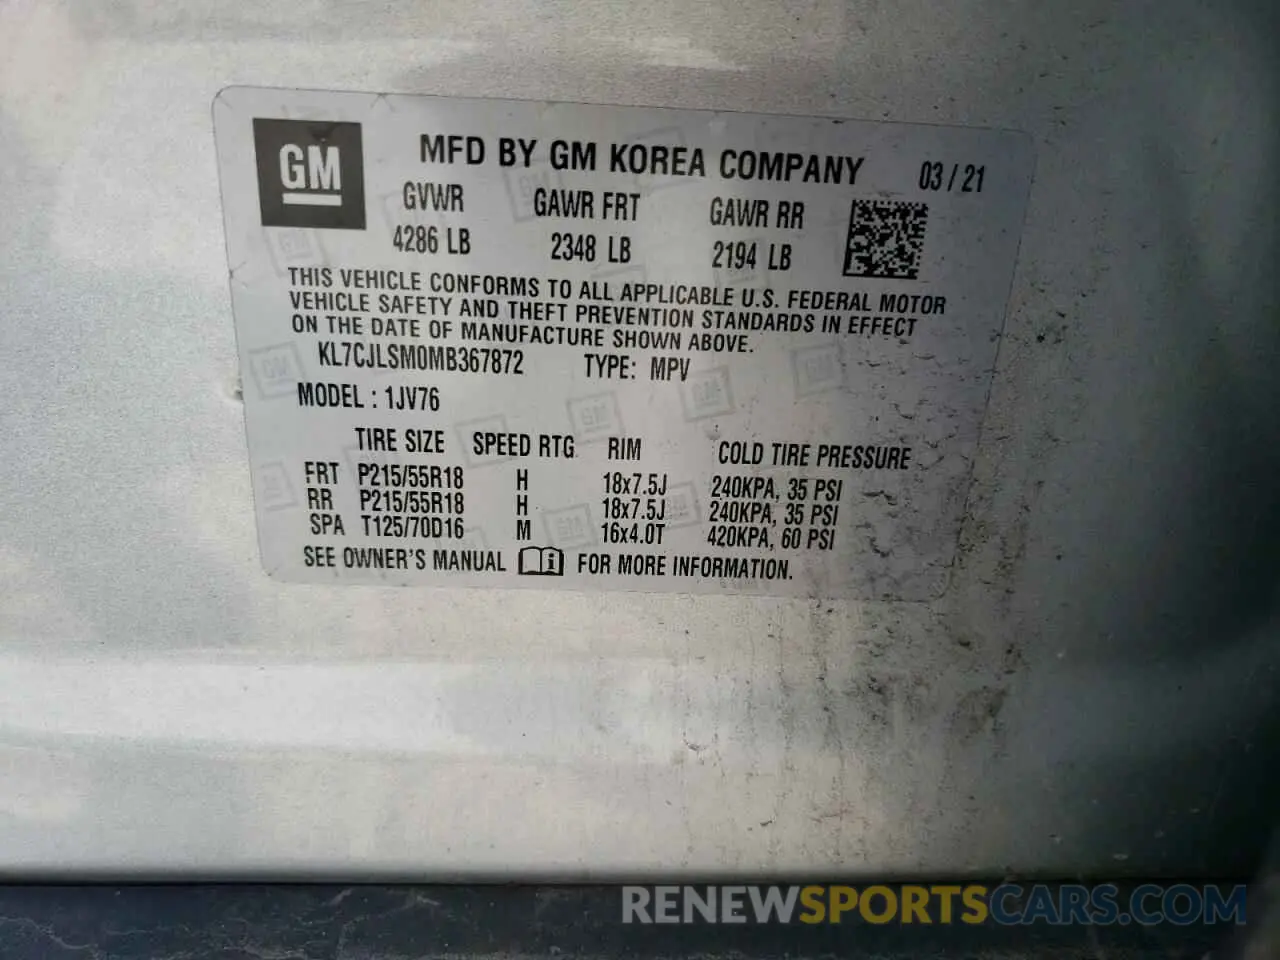 GM
MFD BY GM KOREA COMPANY 03/21
GVWR GAWR FRT GAWR RR
4286 LB 2348 LB 2194 LB
THIS VEHICLE CONFORMS TO ALL APPLICABLE U.S. FEDERAL MOTOR
VEHICLE SAFETY AND THEFT PREVENTION STANDARDS IN EFFECT
ON THE DATE OF MANUFACTURE SHOWN ABOVE.
KL7CJLSM0MB367872 TYPE: MPV
MODEL : 1JV76
TIRE SIZE SPEED RTG RIM COLD TIRE PRESSURE
FRT P215/55R18 H 18x7.5J 240KPA, 35 PSI
RR P215/55R18 H 18x7.5J 240KPA, 35 PSI
SPA T125/70D16 M 16x4.0T 420KPA, 60 PSI
SEE OWNER'S MANUAL i FOR MORE INFORMATION.
RENEWSPORTSCARS.COM